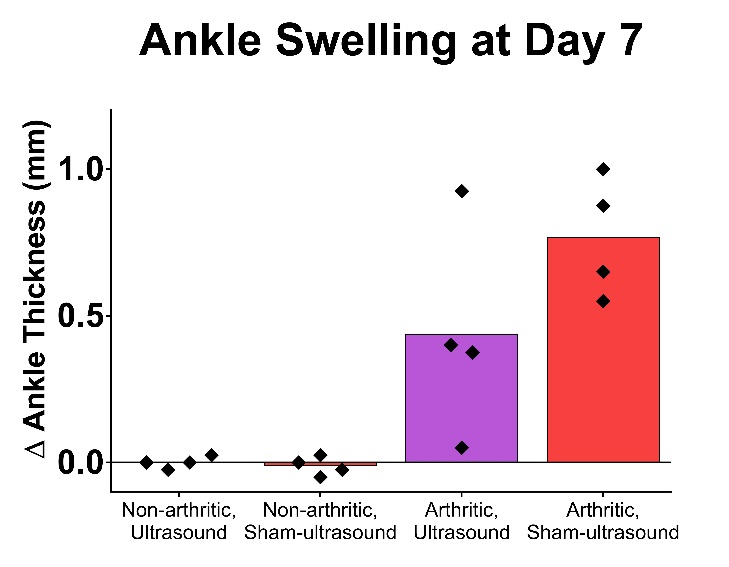 Ankle Swelling at Day 7
Δ Ankle Thickness (mm)
1.0
0.5
0.0
Non-arthritic,
Ultrasound
Non-arthritic,
Sham-ultrasound
Arthritic,
Ultrasound
Arthritic,
Sham-ultrasound